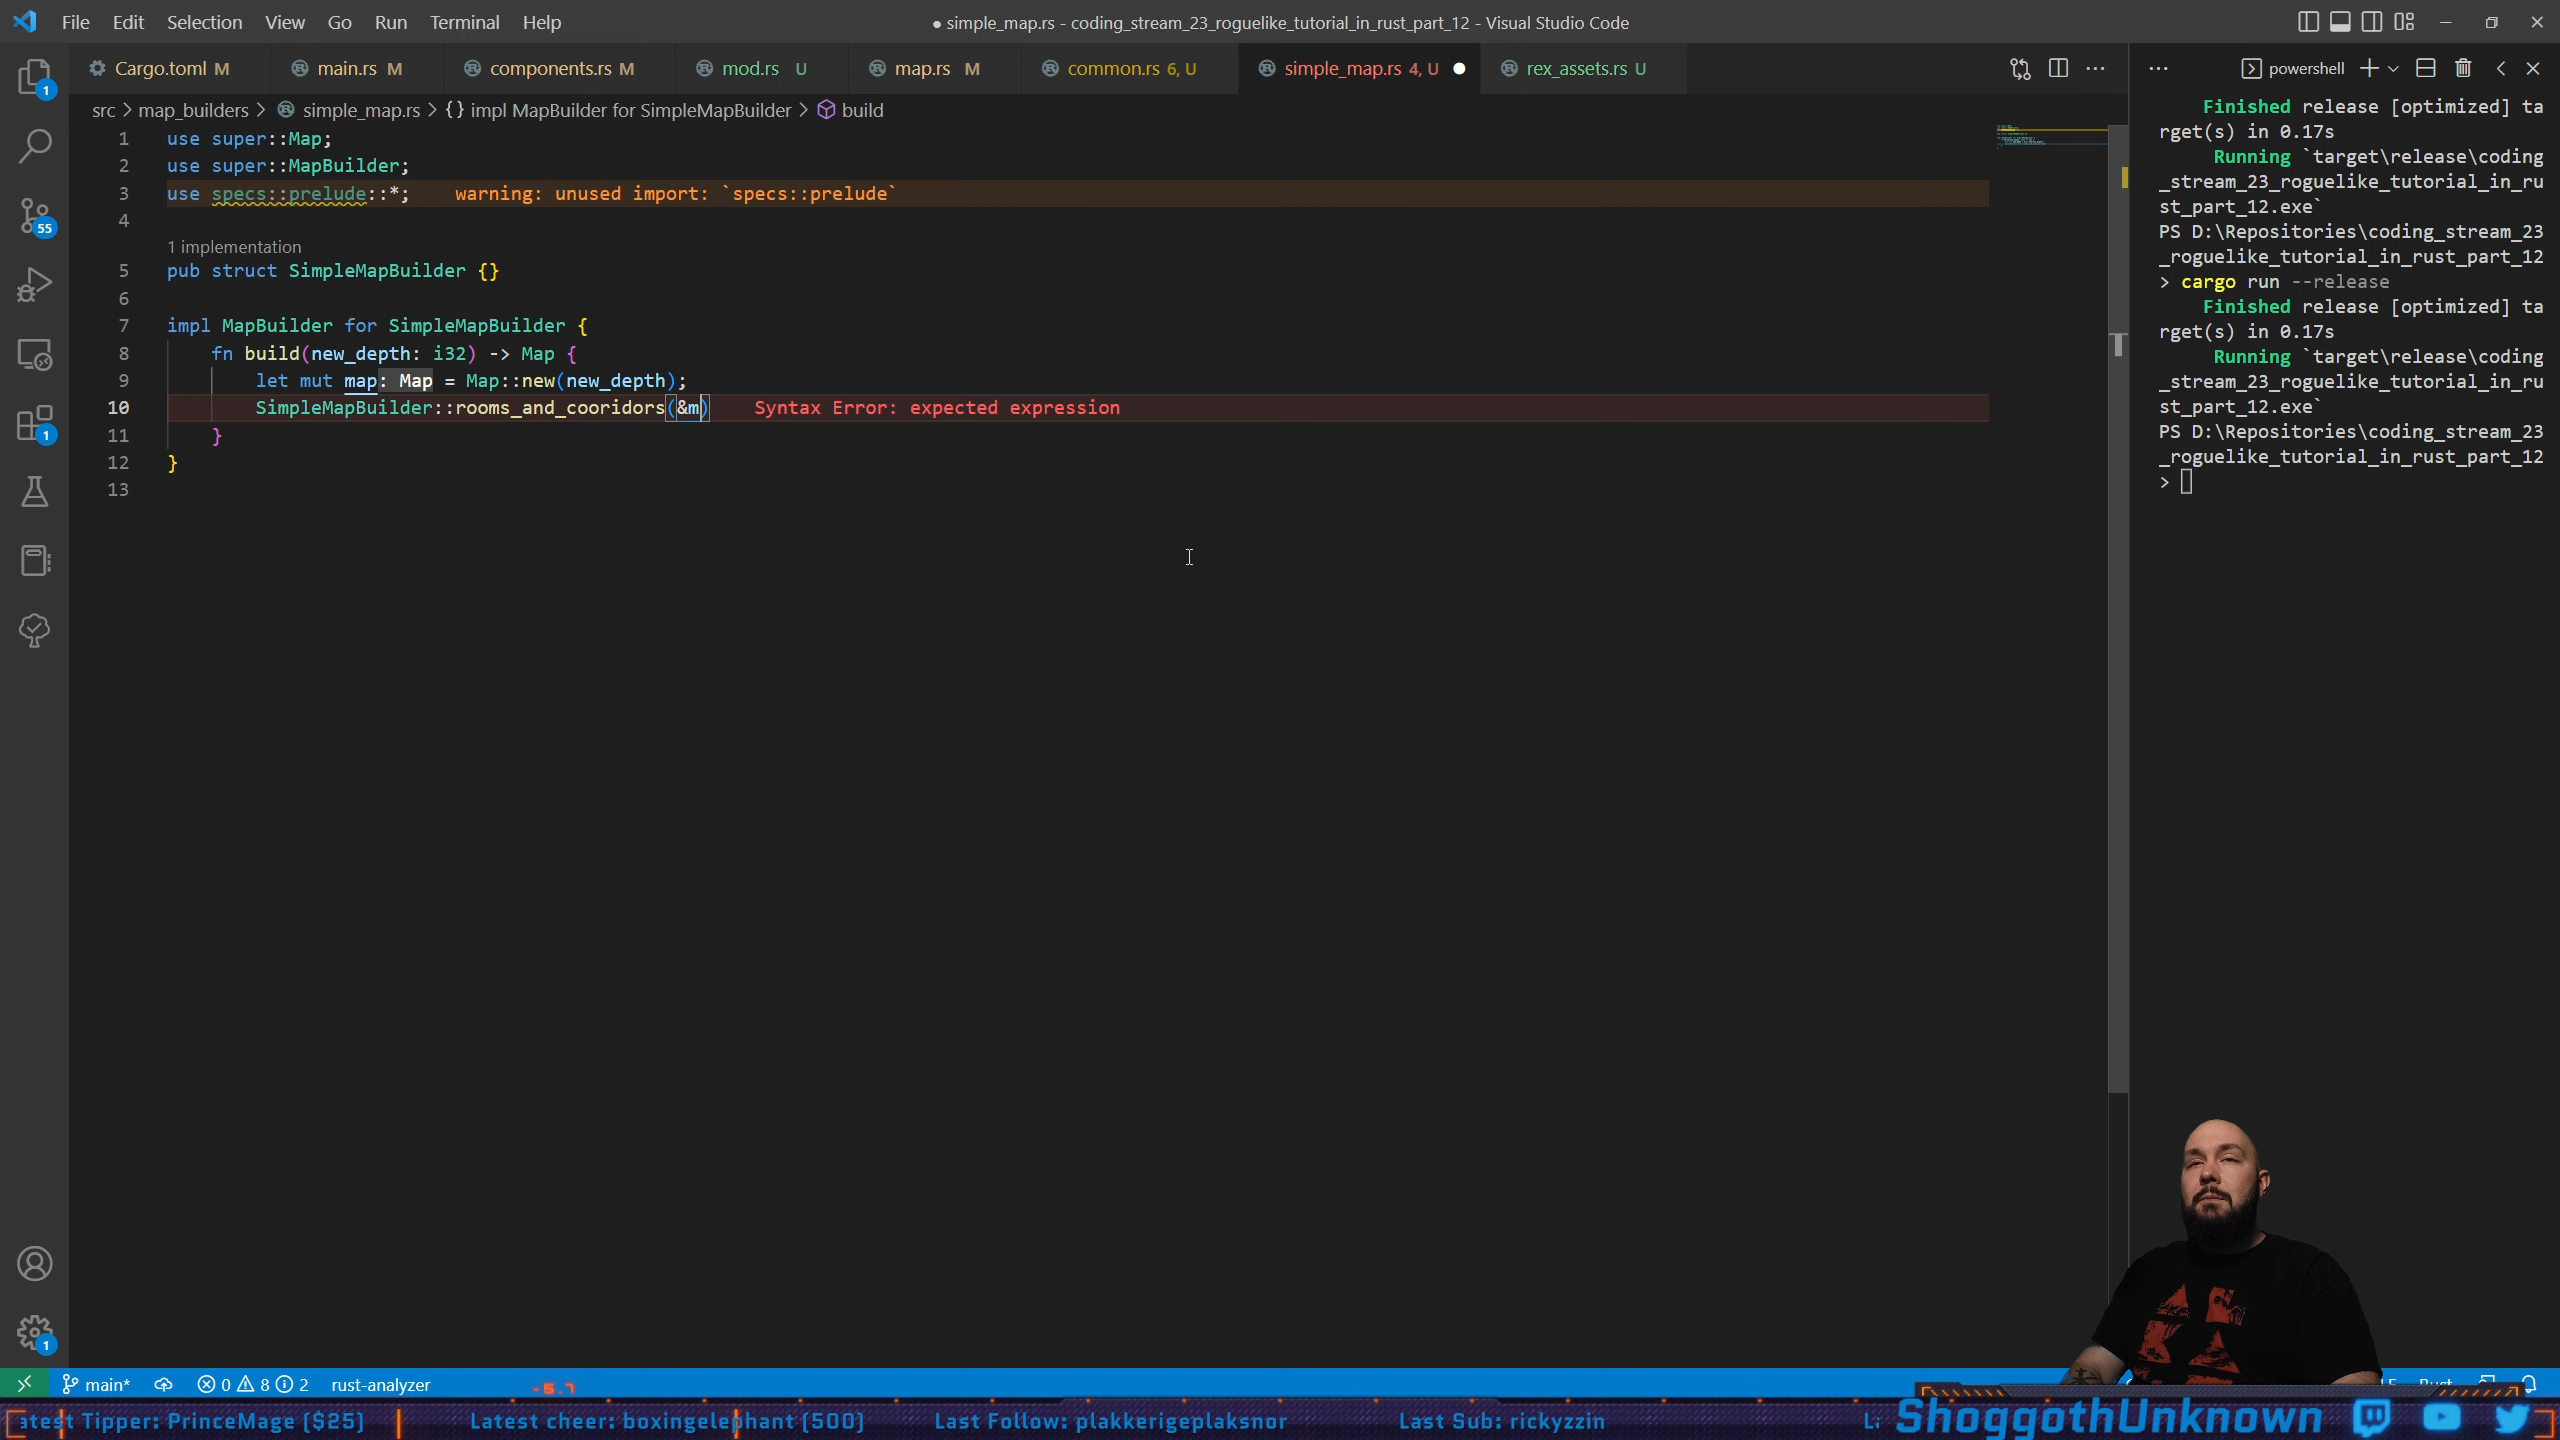 File Edit Selection View Go Run Terminal Help
● simple_map.rs - coding_stream_23_roguelike_tutorial_in_rust_part_12 - Visual Studio Code
Cargo.toml M
main.rs M
components.rs M
mod.rs U
map.rs M
common.rs 6, U
simple_map.rs 4, U
rex_assets.rs U
powershell
src > map_builders > simple_map.rs > {} impl MapBuilder for SimpleMapBuilder > build
1 use super::Map;
2 use super::MapBuilder;
3 use specs::prelude::*; warning: unused import: `specs::prelude`
4
1 implementation
5 pub struct SimpleMapBuilder {}
6
7 impl MapBuilder for SimpleMapBuilder {
8 fn build(new_depth: i32) -> Map {
9 let mut map: Map = Map::new(new_depth);
10 SimpleMapBuilder::rooms_and_cooridors(&m) Syntax Error: expected expression
11 }
12 }
13
Finished release [optimized] ta
rget(s) in 0.17s
Running `target\release\coding
_stream_23_roguelike_tutorial_in_ru
st_part_12.exe`
PS D:\Repositories\coding_stream_23
_roguelike_tutorial_in_rust_part_12
> cargo run --release
Finished release [optimized] ta
rget(s) in 0.17s
Running `target\release\coding
_stream_23_roguelike_tutorial_in_ru
st_part_12.exe`
PS D:\Repositories\coding_stream_23
_roguelike_tutorial_in_rust_part_12
>
1
55
1
1
main* 0 8 2 rust-analyzer
Tipper: PrinceMage ($25)
Latest cheer: boxingelephant (500)
Last Follow: plakkerigeplaksnor
Last Sub: rickyzzin
ShoggothUnknown